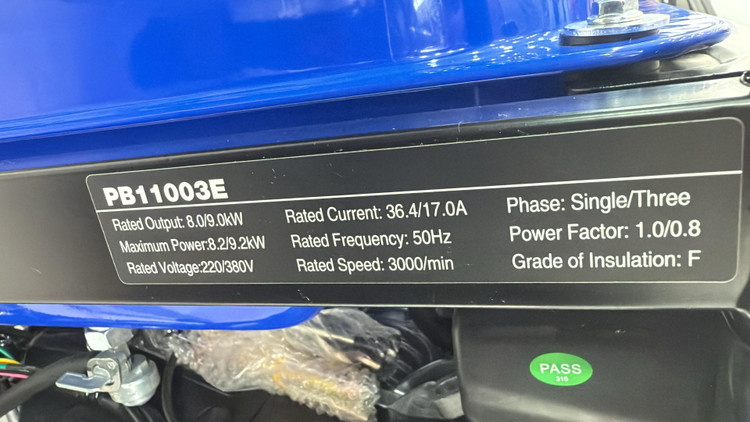 PB11003E
Rated Output: 8.0/9.0kW
Maximum Power:8.2/9.2kW
Rated Voltage:220/380V
Rated Current: 36.4/17.0A
Rated Frequency: 50Hz
Rated Speed: 3000/min
Phase: Single/Three
Power Factor: 1.0/0.8
Grade of Insulation: F
PASS
315